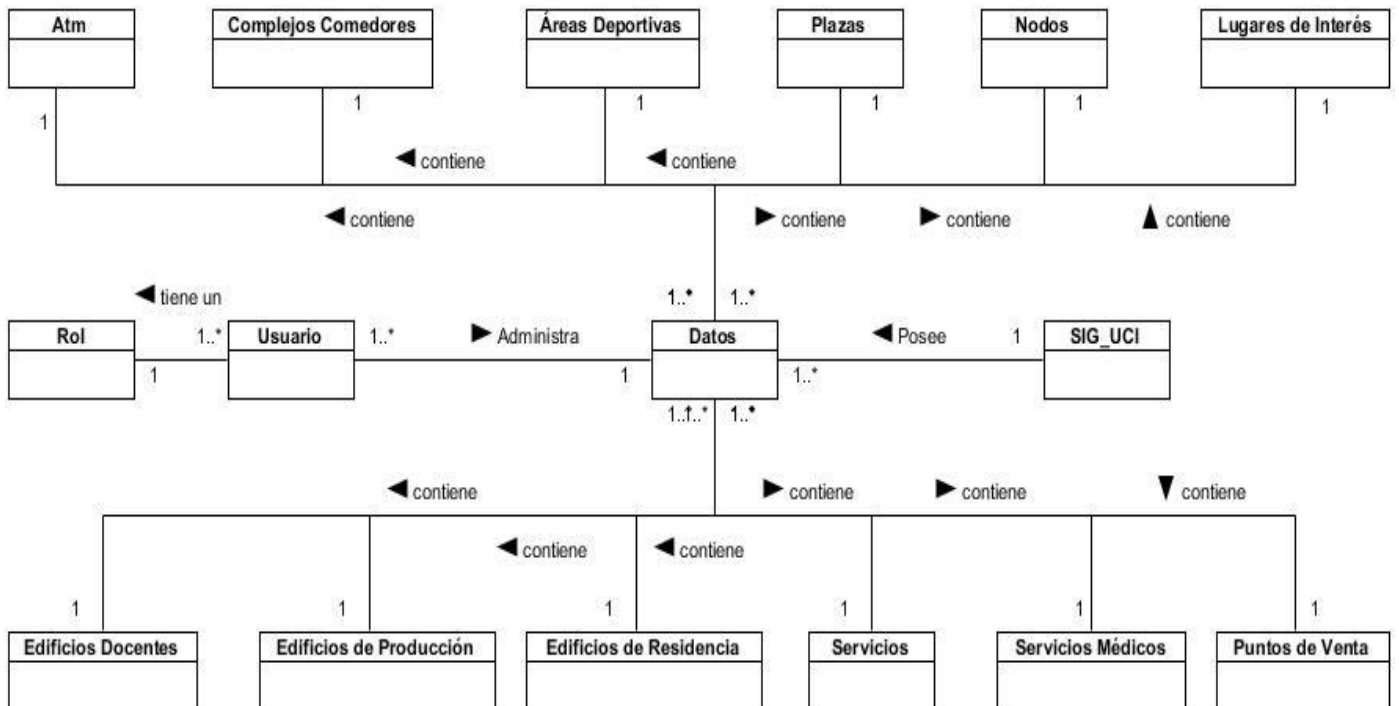 Atm
Complejos Comedores
Áreas Deportivas
Plazas
Nodos
Lugares de Interés
1
1
1
1
1
1
contiene
contiene
contiene
contiene
contiene
contiene
tiene un
1..*
1..*
Rol
1..*
Usuario
1..*
Administra
Datos
Posee
1
SIG_UCI
1
1
1..*
1..*
1..*
contiene
contiene
contiene
contiene
contiene
contiene
1
1
1
1
1
1
Edificios Docentes
Edificios de Producción
Edificios de Residencia
Servicios
Servicios Médicos
Puntos de Venta